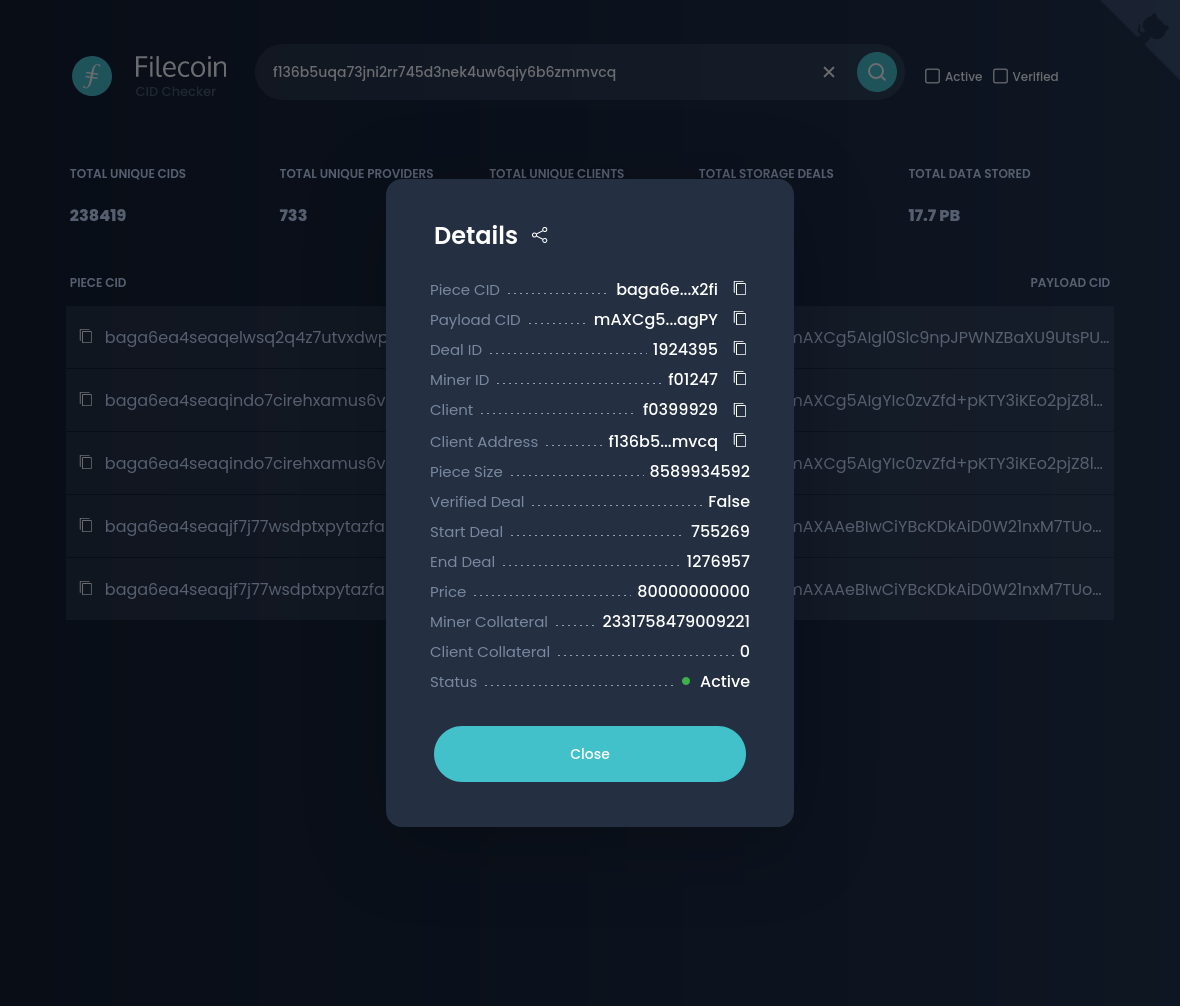 Filecoin
CID Checker
f136b5uqa73jni2rr745d3nek4uw6qiy6b6zmmvcq
Active Verified
TOTAL UNIQUE CIDS TOTAL UNIQUE PROVIDERS TOTAL UNIQUE CLIENTS TOTAL STORAGE DEALS TOTAL DATA STORED
238419 733 17.7 PB
PIECE CID PAYLOAD CID
baga6ea4seaqelwsq2q4z7utvxdwp mAXCg5AIgl0Slc9npJPWNZBaXU9UtsPU...
baga6ea4seaqindo7cirehxamus6v mAXCg5AIgYIc0zvZfd+pKTY3iKEo2pjZ8l...
baga6ea4seaqindo7cirehxamus6v mAXCg5AIgYIc0zvZfd+pKTY3iKEo2pjZ8l...
baga6ea4seaqjf7j77wsdptxpytazfa mAXAAeBIwCiYBcKDkAiD0W21nxM7TUo...
baga6ea4seaqjf7j77wsdptxpytazfa mAXAAeBIwCiYBcKDkAiD0W21nxM7TUo...
Details
Piece CID baga6e...x2fi
Payload CID mAXCg5...agPY
Deal ID 1924395
Miner ID f01247
Client f0399929
Client Address f136b5...mvcq
Piece Size 8589934592
Verified Deal False
Start Deal 755269
End Deal 1276957
Price 80000000000
Miner Collateral 2331758479009221
Client Collateral 0
Status Active
Close